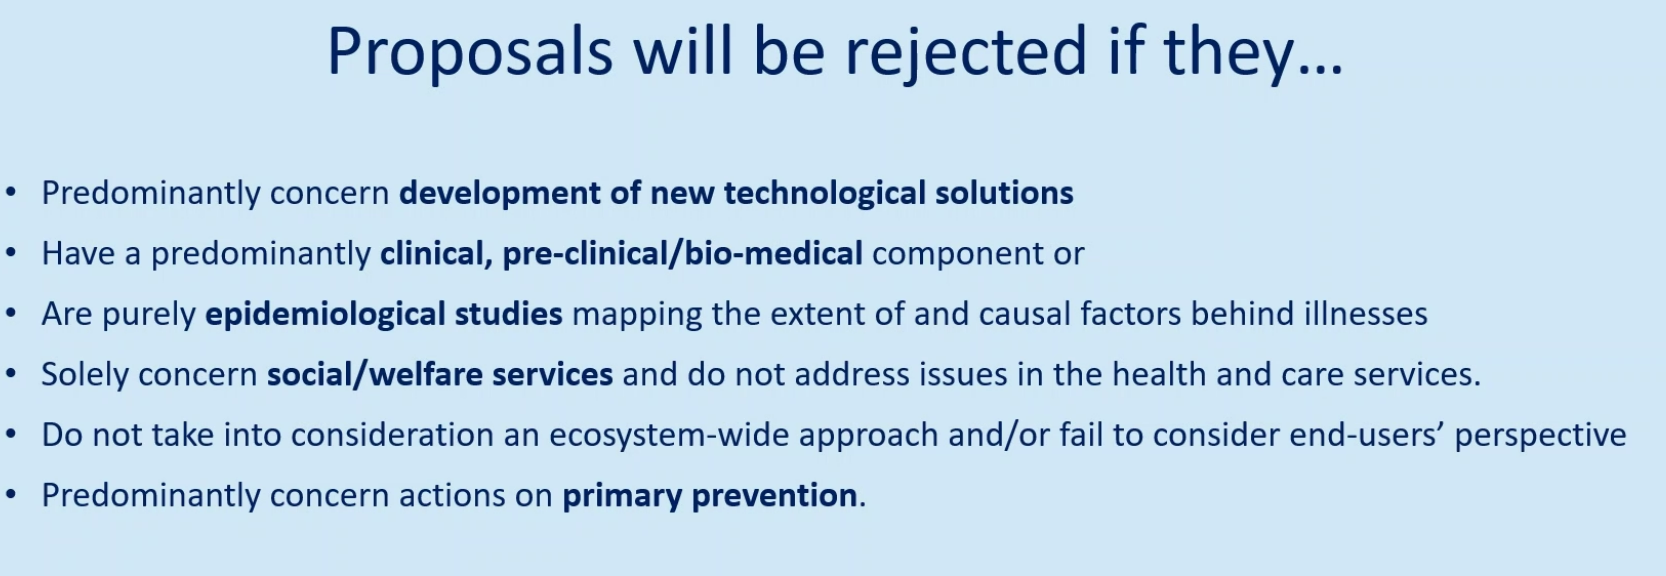 Proposals will be rejected if they...
• Predominantly concern development of new technological solutions
• Have a predominantly clinical, pre-clinical/bio-medical component or
• Are purely epidemiological studies mapping the extent of and causal factors behind illnesses
• Solely concern social/welfare services and do not address issues in the health and care services.
• Do not take into consideration an ecosystem-wide approach and/or fail to consider end-users’ perspective
• Predominantly concern actions on primary prevention.